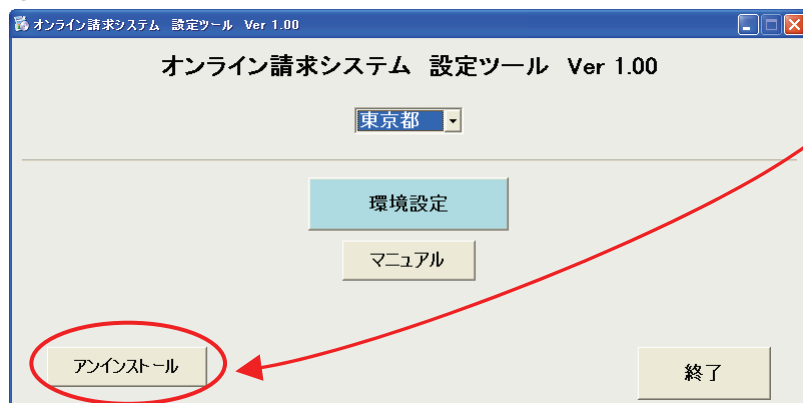 オンライン請求システム 設定ツール Ver 1.00
オンライン請求システム 設定ツール Ver 1.00
東京都
環境設定
マニュアル
アンインストール
終了